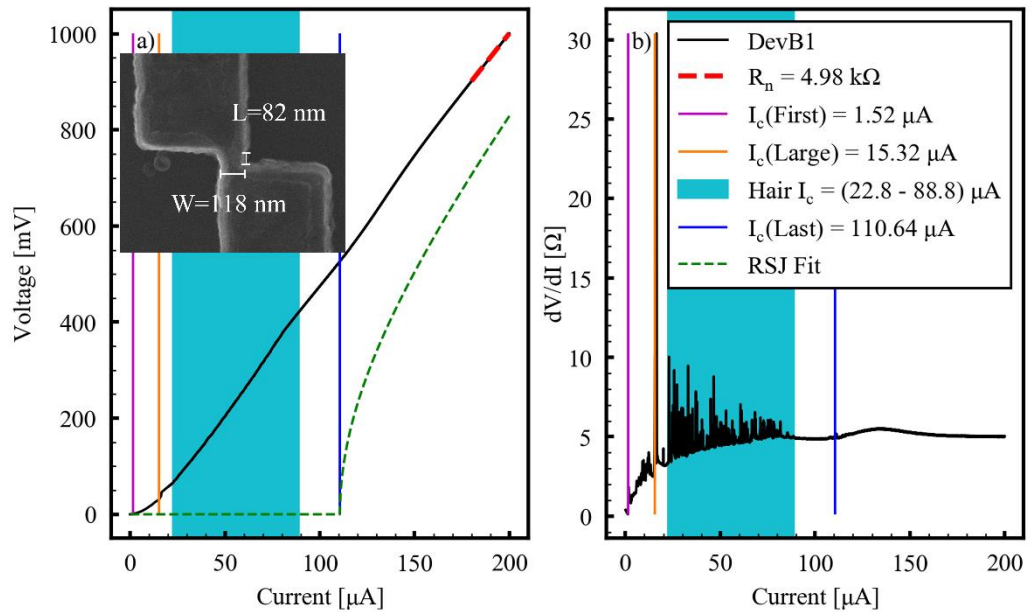 a)
L=82 nm
W=118 nm
Voltage [mV]
1000
800
600
400
200
0
0
50
100
150
200
Current [µA]
b)
dV/dI [Ω]
30
25
20
15
10
5
0
0
50
100
150
200
Current [µA]
DevB1
Rₙ = 4.98 kΩ
I_c(First) = 1.52 µA
I_c(Large) = 15.32 µA
Hair I_c = (22.8 - 88.8) µA
I_c(Last) = 110.64 µA
RSJ Fit